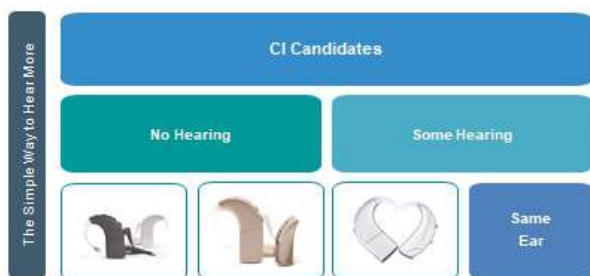 The Simple Way to Hear More
CI Candidates
No Hearing
Some Hearing
Same
Ear